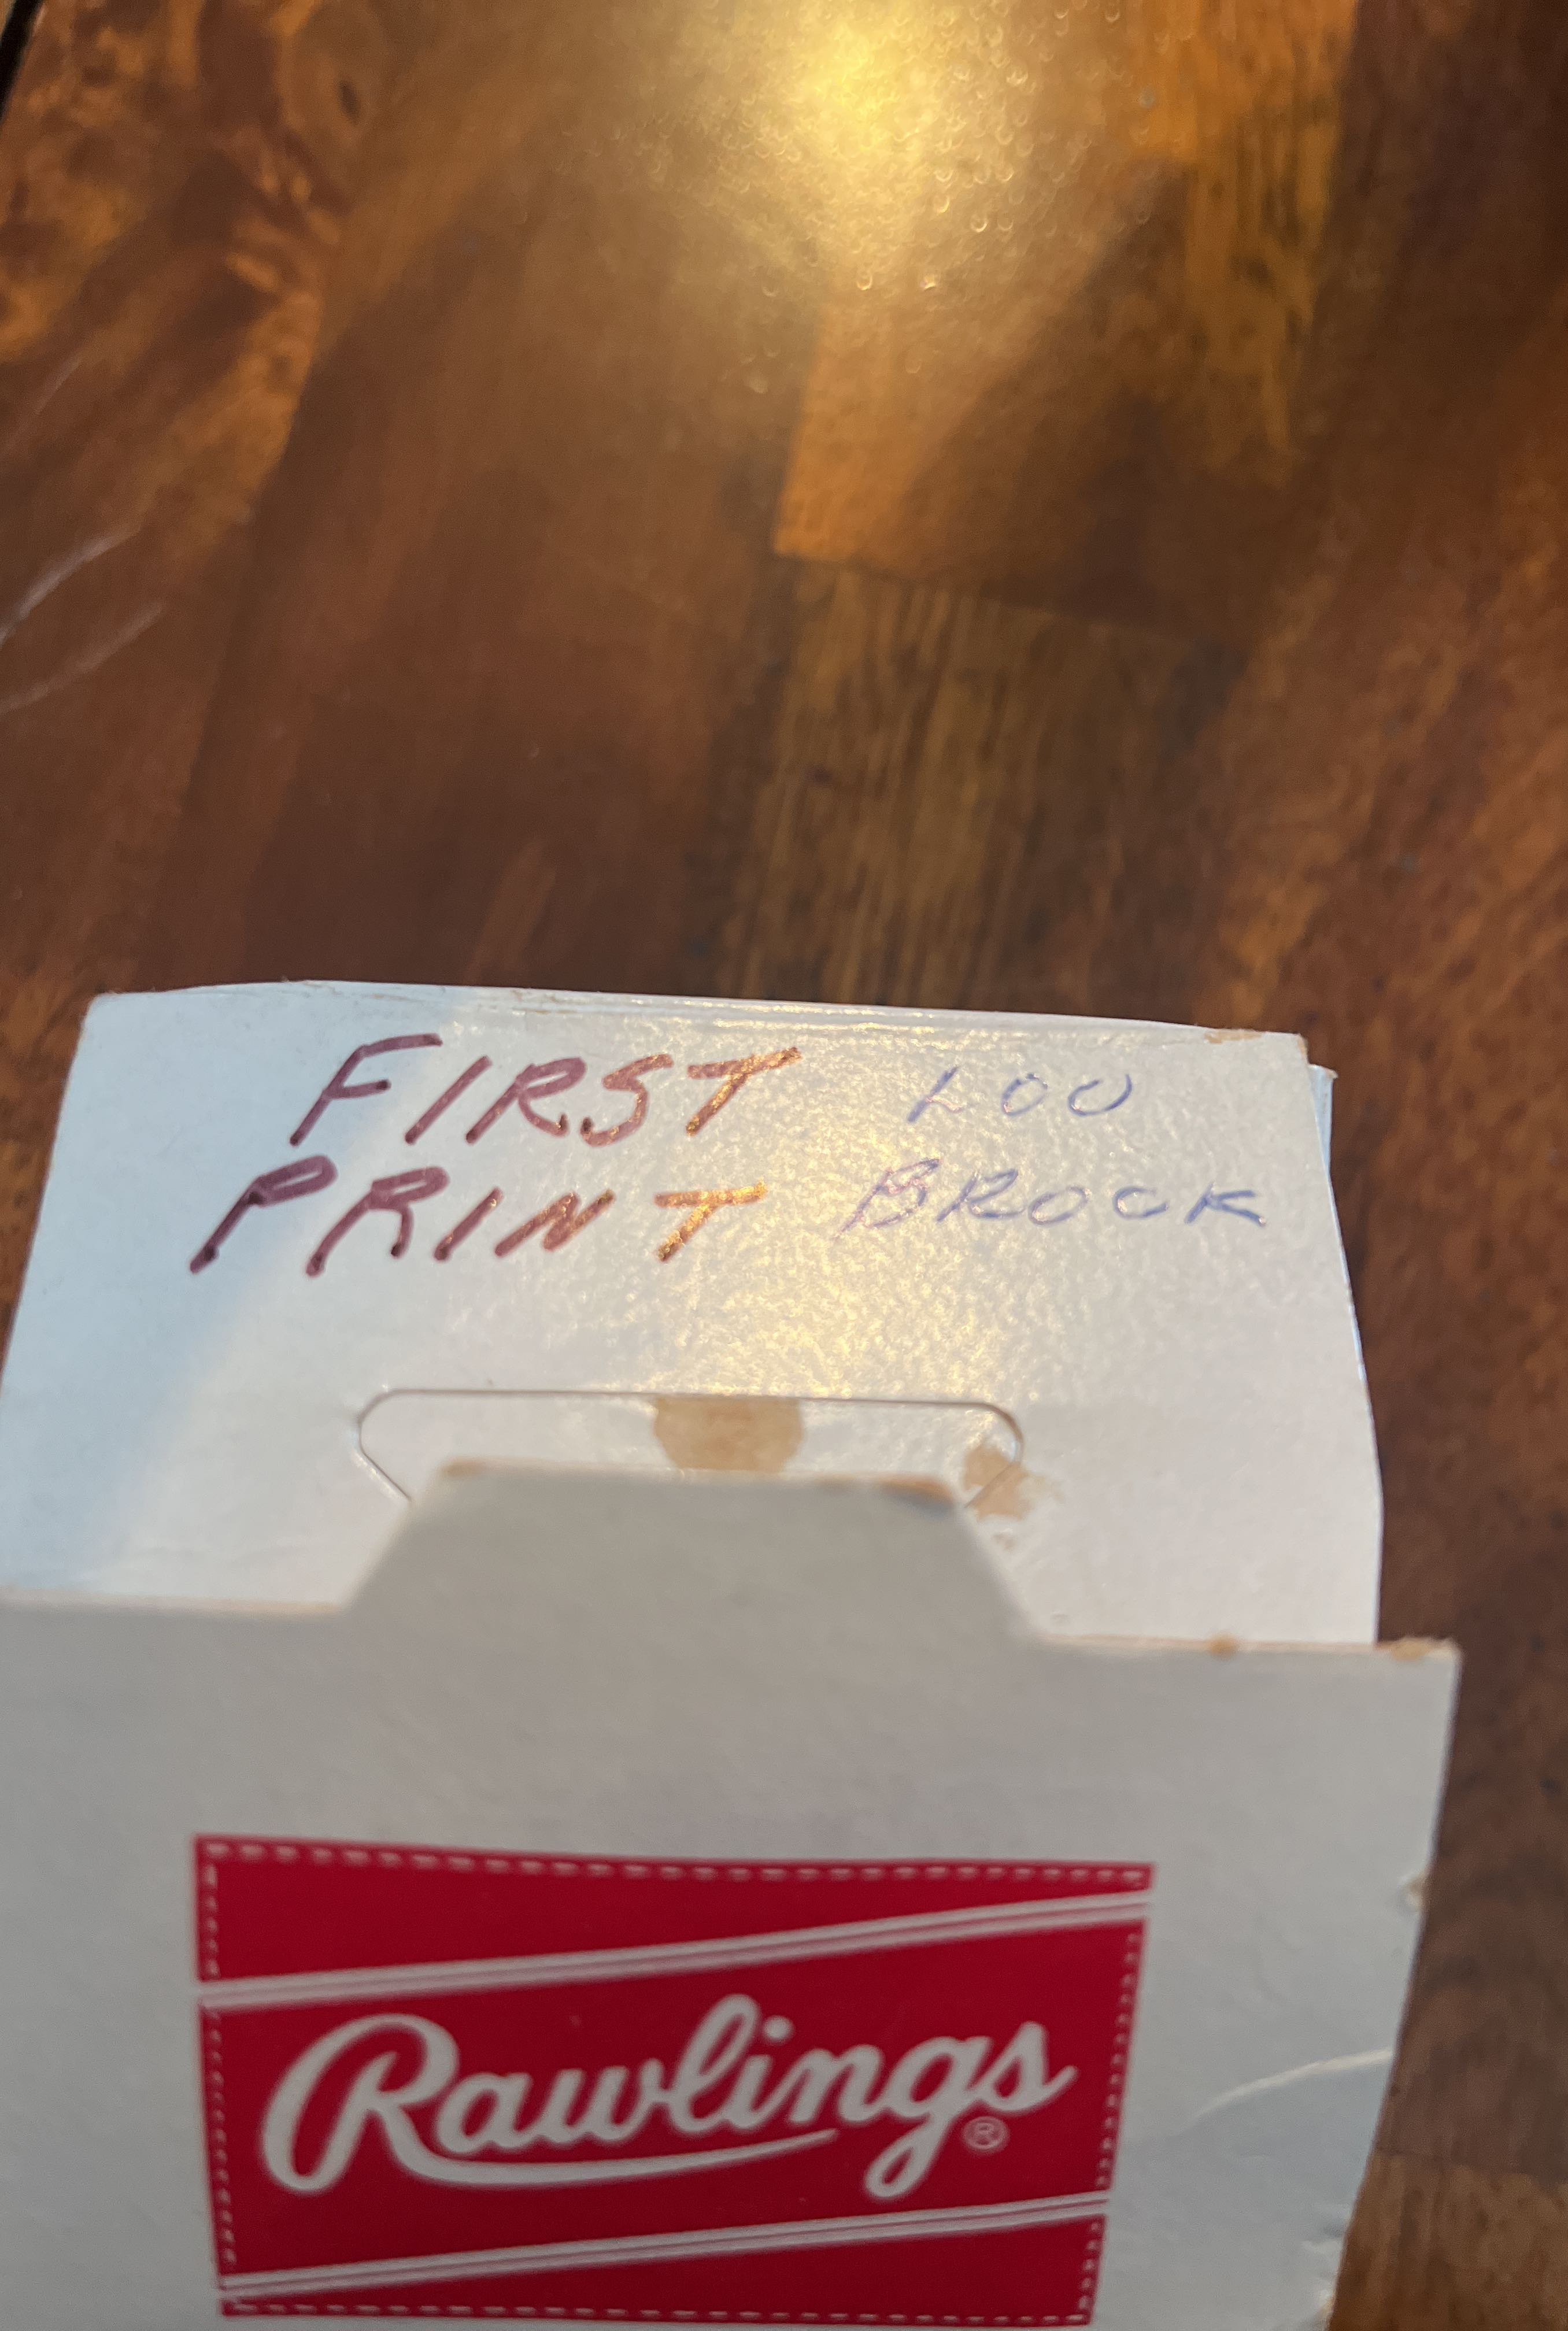 FIRST LOU
PRINT BROCK
Rawlings ®